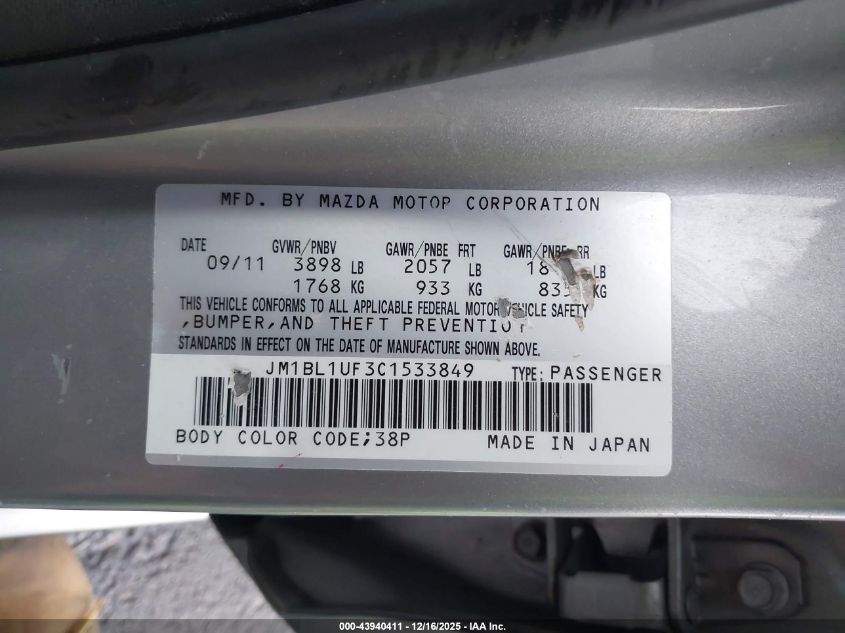 MFD. BY MAZDA MOTOR CORPORATION
DATE GVWR/PNBV GAWR/PNBE FRT GAWR/PNBE RR
09/11 3898 LB 2057 LB LB
1768 KG 933 KG KG
THIS VEHICLE CONFORMS TO ALL APPLICABLE FEDERAL MOTOR VEHICLE SAFETY
,BUMPER,AND THEFT PREVENTION
STANDARDS IN EFFECT ON THE DATE OF MANUFACTURE SHOWN ABOVE.
JM1BL1UF3C1533849 TYPE: PASSENGER
BODY COLOR CODE;38P MADE IN JAPAN
000-43940411 - 12/16/2025 - IAA Inc.